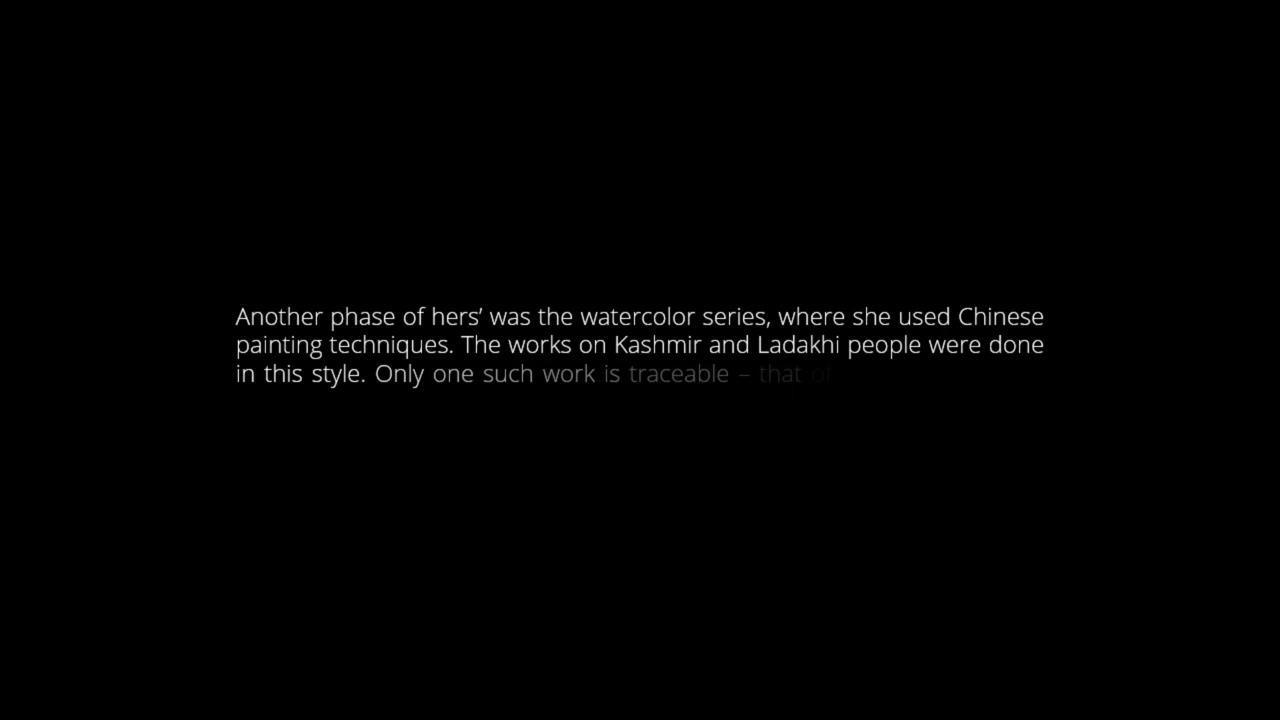 Another phase of hers’ was the watercolor series, where she used Chinese
painting techniques. The works on Kashmir and Ladakhi people were done
in this style. Only one such work is traceable – that of